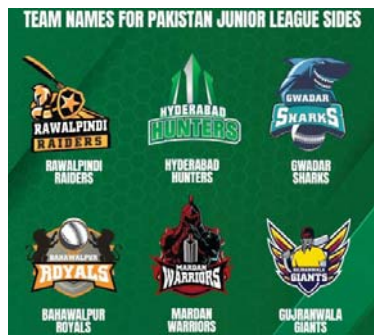 TEAM NAMES FOR PAKISTAN JUNIOR LEAGUE SIDES
RAWALPINDI
RAIDERS
RAWALPINDI
RAIDERS
HYDERABAD
HUNTERS
HYDERABAD
HUNTERS
GWADAR
SHARKS
GWADAR
SHARKS
BAHAWALPUR
ROYALS
BAHAWALPUR
ROYALS
MARDAN
WARRIORS
MARDAN
WARRIORS
GUJRANWALA
GIANTS
GUJRANWALA
GIANTS